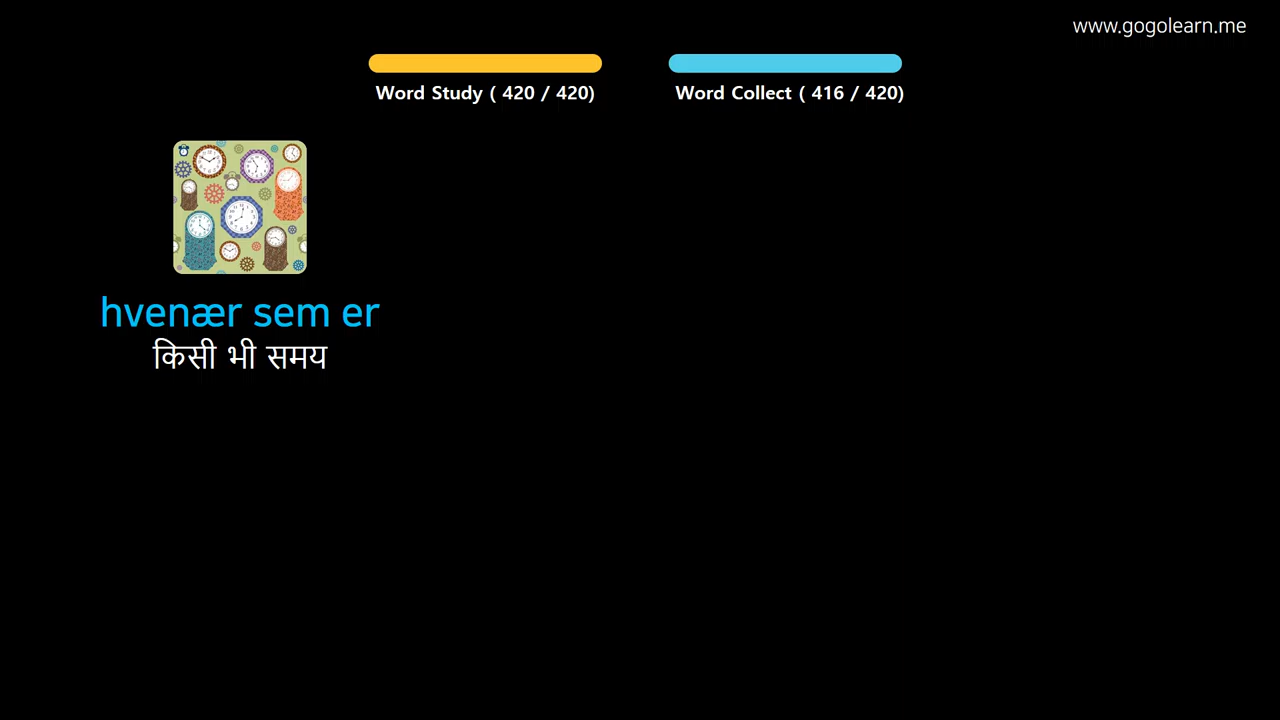 www.gogolearn.me
Word Study ( 420 / 420)
Word Collect ( 416 / 420)
hvenær sem er
किसी भी समय